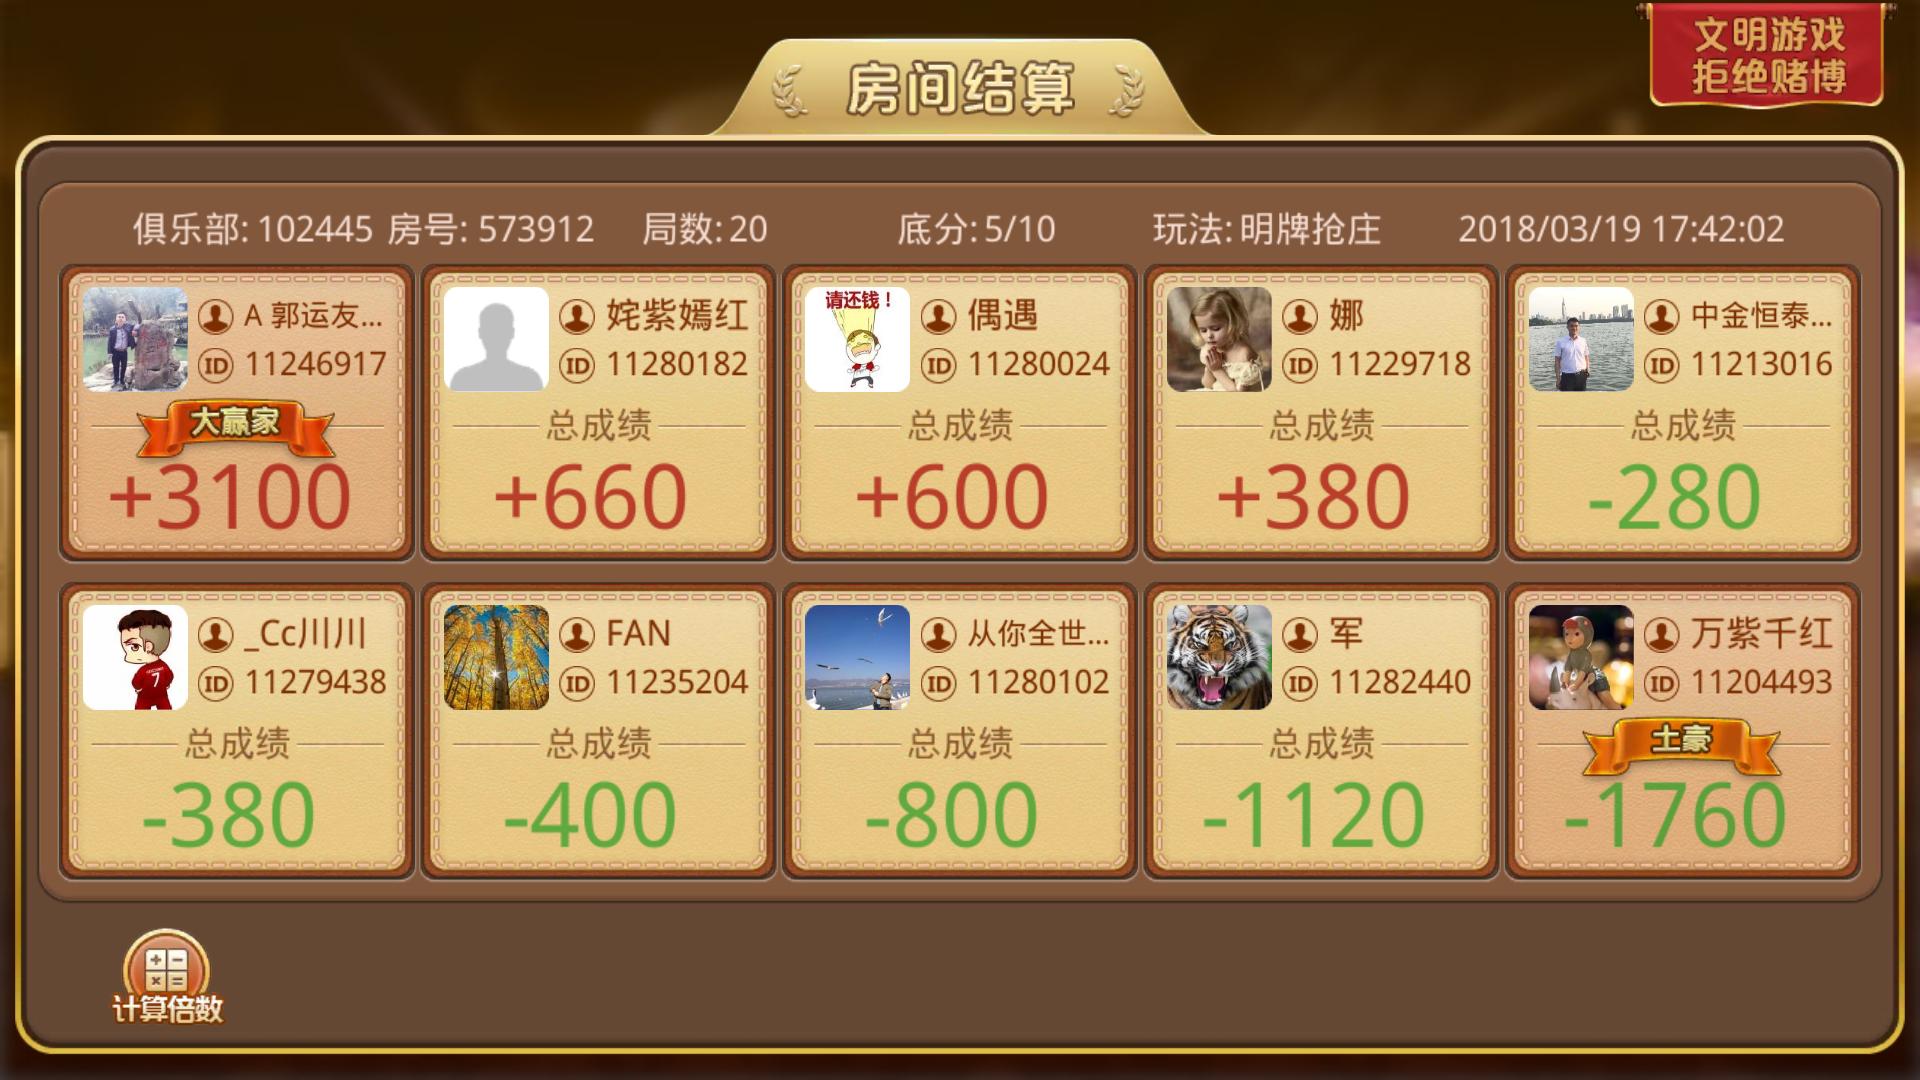 文明游戏
拒绝赌博
房间结算
俱乐部: 102445 房号: 573912 局数: 20 底分: 5/10 玩法: 明牌抢庄 2018/03/19 17:42:02
A 郭运友...
ID 11246917
大赢家
+3100
姹紫嫣红
ID 11280182
总成绩
+660
请还钱！
偶遇
ID 11280024
总成绩
+600
娜
ID 11229718
总成绩
+380
中金恒泰...
ID 11213016
总成绩
-280
7
_Cc川川
ID 11279438
总成绩
-380
FAN
ID 11235204
总成绩
-400
从你全世...
ID 11280102
总成绩
-800
军
ID 11282440
总成绩
-1120
万紫千红
ID 11204493
土豪
-1760
计算倍数